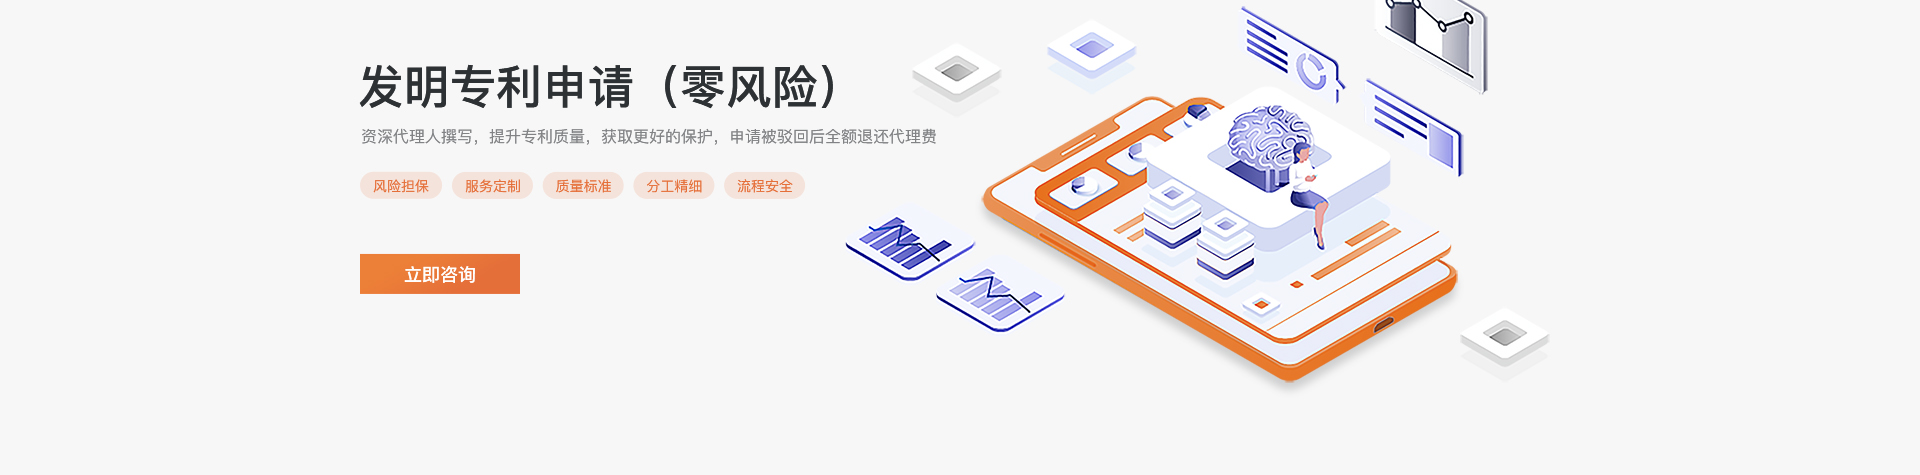 发明专利申请（零风险）
资深代理人撰写，提升专利质量，获取更好的保护，申请被驳回后全额退还代理费
风险担保 服务定制 质量标准 分工精细 流程安全
立即咨询